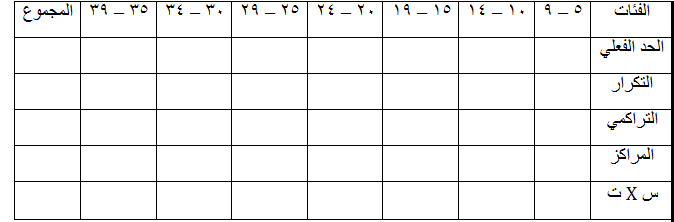 الفئات ٥ – ٩ ١٠ – ١٤ ١٥ – ١٩ ٢٠ – ٢٤ ٢٥ – ٢٩ ٣٠ – ٣٤ ٣٥ – ٣٩ المجموع
الحد الفعلي
التكرار
التراكمي
المراكز
س X ت